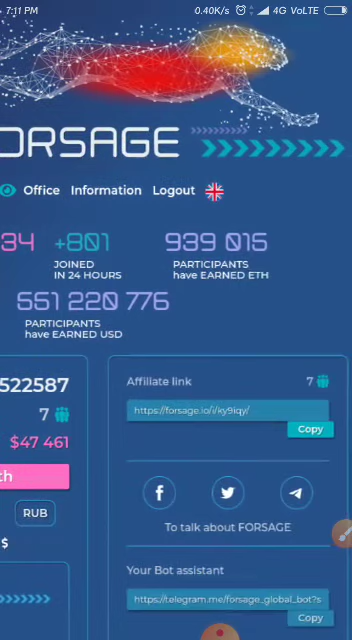 7:11 PM 0.40K/s 4G VoLTE
ORSAGE
Office Information Logout
34 +801 939 015
JOINED
IN 24 HOURS
PARTICIPANTS
have EARNED ETH
551 220 776
PARTICIPANTS
have EARNED USD
522587
7
$47 461
th
RUB
$
Affiliate link 7
https://forsage.io/i/ky9iqy/
Copy
To talk about FORSAGE
Your Bot assistant
https://telegram.me/forsage_global_bot?s
Copy